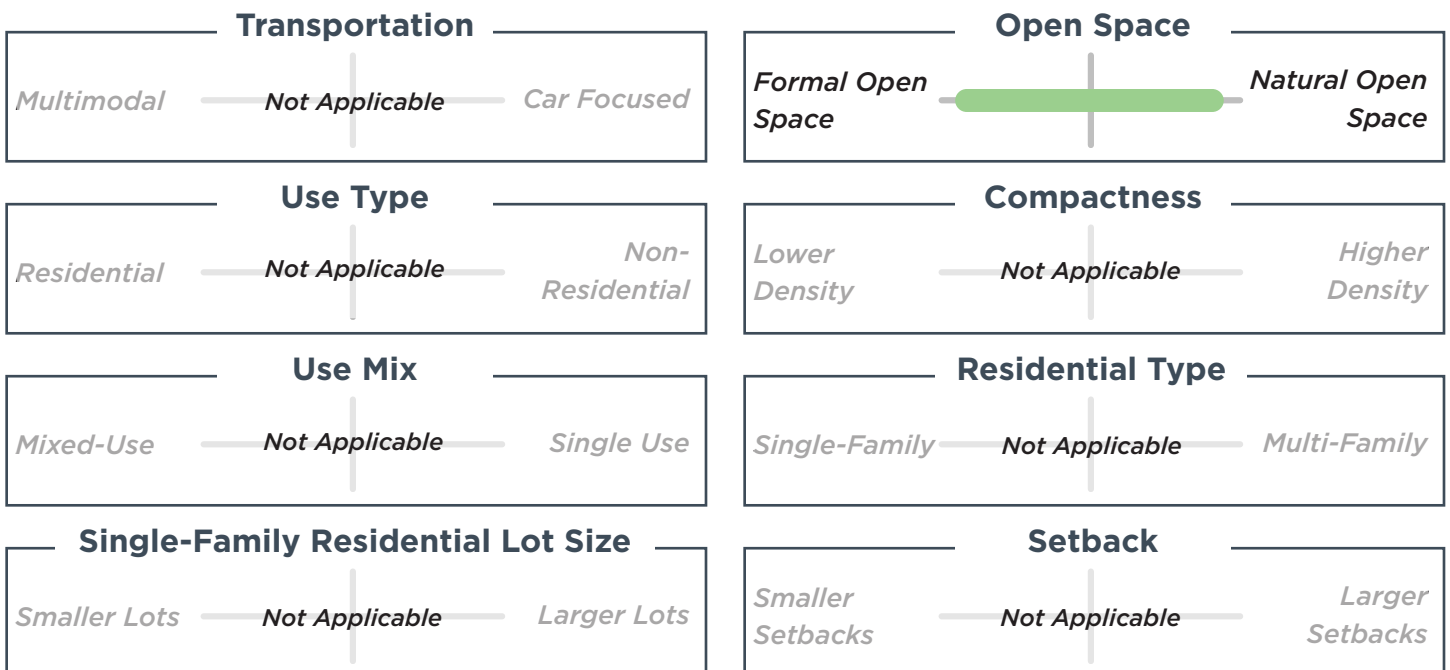 Transportation
Multimodal
Not Applicable
Car Focused
Open Space
Formal Open
Space
Natural Open
Space
Use Type
Residential
Not Applicable
Non-
Residential
Compactness
Lower
Density
Not Applicable
Higher
Density
Use Mix
Mixed-Use
Not Applicable
Single Use
Residential Type
Single-Family
Not Applicable
Multi-Family
Single-Family Residential Lot Size
Smaller Lots
Not Applicable
Larger Lots
Setback
Smaller
Setbacks
Not Applicable
Larger
Setbacks